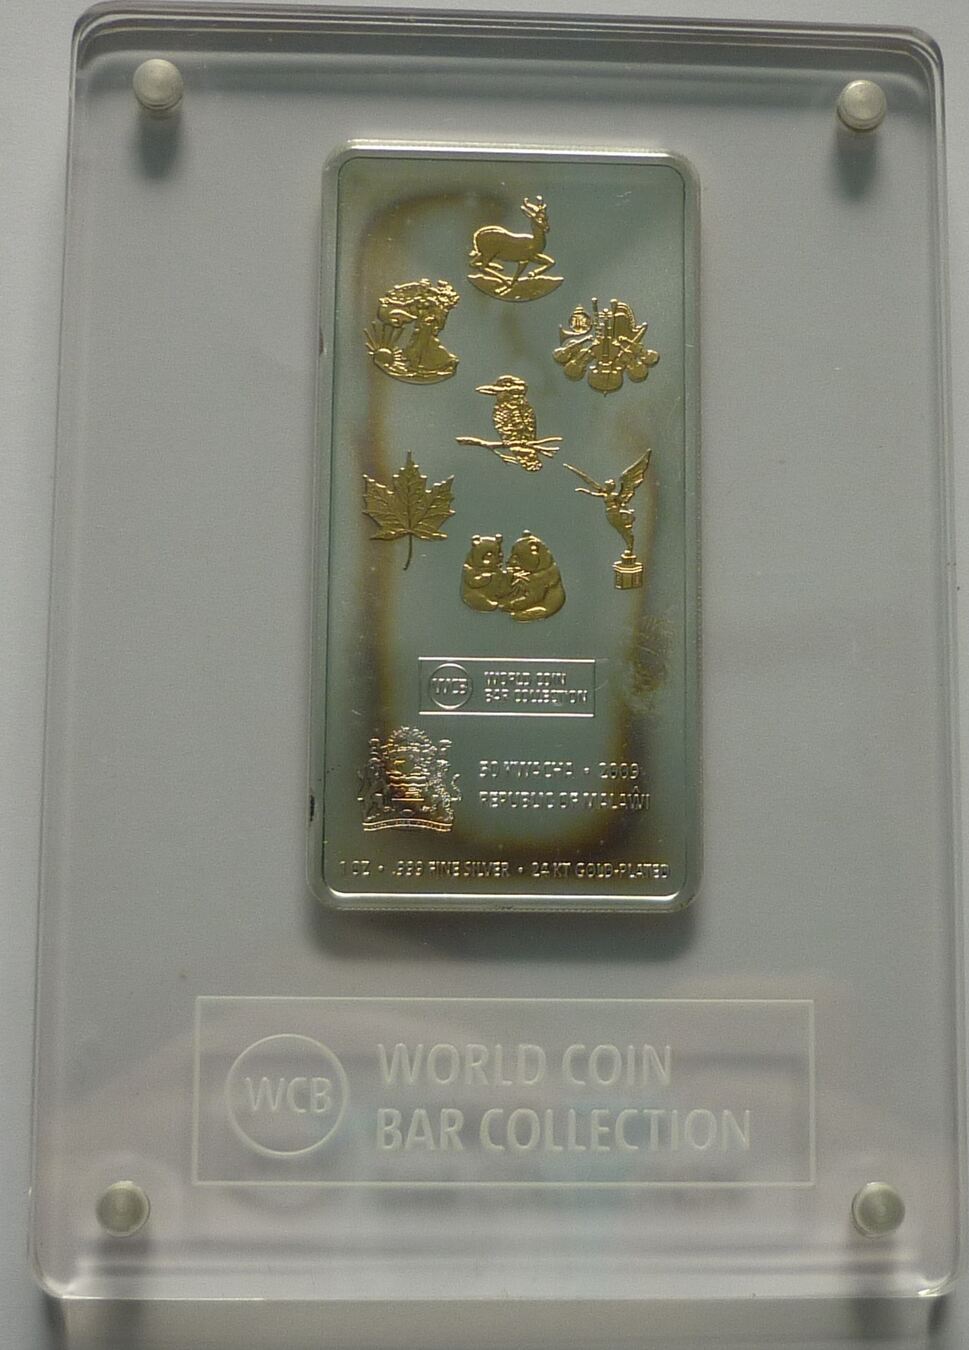 WCB
WORLD COIN
BAR COLLECTION
50 KWACHA • 2009
REPUBLIC OF MALAWI
1 OZ • .999 FINE SILVER • 24 KT GOLD-PLATED
WCB
WORLD COIN
BAR COLLECTION